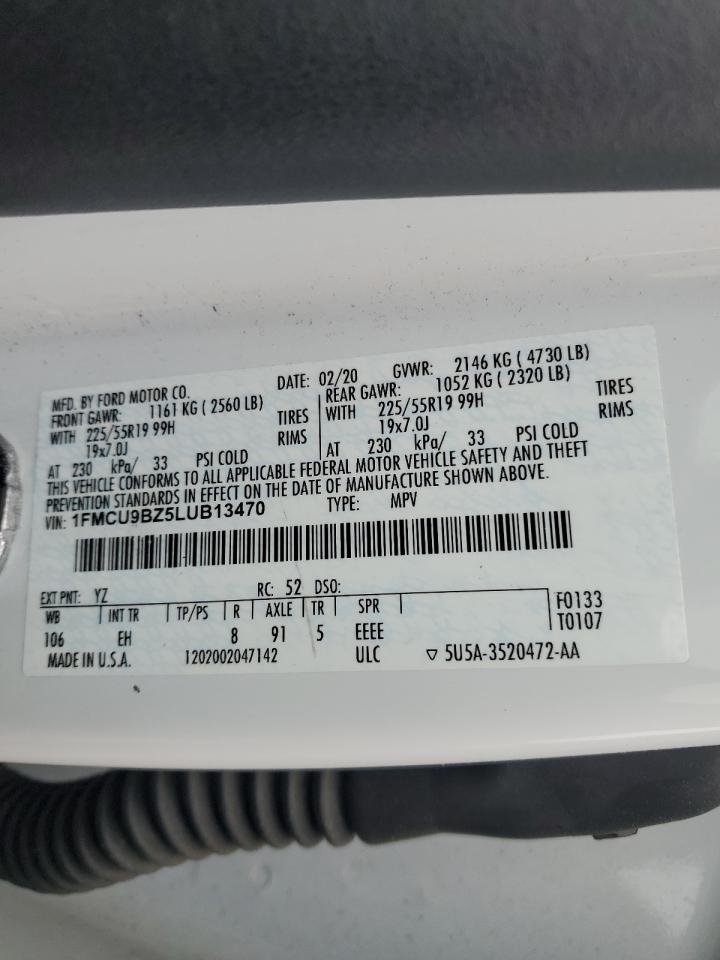 MFD. BY FORD MOTOR CO. DATE: 02/20 GVWR: 2146 KG ( 4730 LB)
FRONT GAWR: 1161 KG ( 2560 LB) REAR GAWR: 1052 KG ( 2320 LB)
WITH 225/55R19 99H TIRES WITH 225/55R19 99H TIRES
19x7.0J RIMS 19x7.0J RIMS
AT 230 kPa/ 33 PSI COLD AT 230 kPa/ 33 PSI COLD
THIS VEHICLE CONFORMS TO ALL APPLICABLE FEDERAL MOTOR VEHICLE SAFETY AND THEFT
PREVENTION STANDARDS IN EFFECT ON THE DATE OF MANUFACTURE SHOWN ABOVE.
VIN: 1FMCU9BZ5LUB13470 TYPE: MPV
EXT PNT: YZ RC: 52 DSO:
WB INT TR TP/PS R AXLE TR SPR F0133
106 EH 8 91 5 EEEE T0107
MADE IN U.S.A. 1202002047142 ULC ▽ 5U5A-3520472-AA